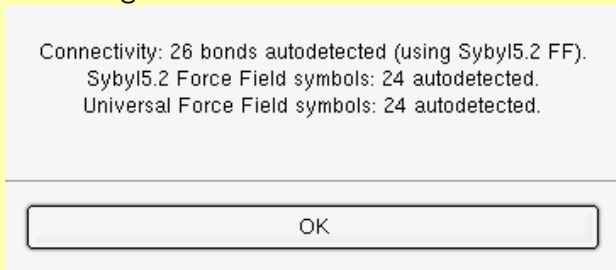 Connectivity: 26 bonds autodetected (using Sybyl5.2 FF).
Sybyl5.2 Force Field symbols: 24 autodetected.
Universal Force Field symbols: 24 autodetected.
OK